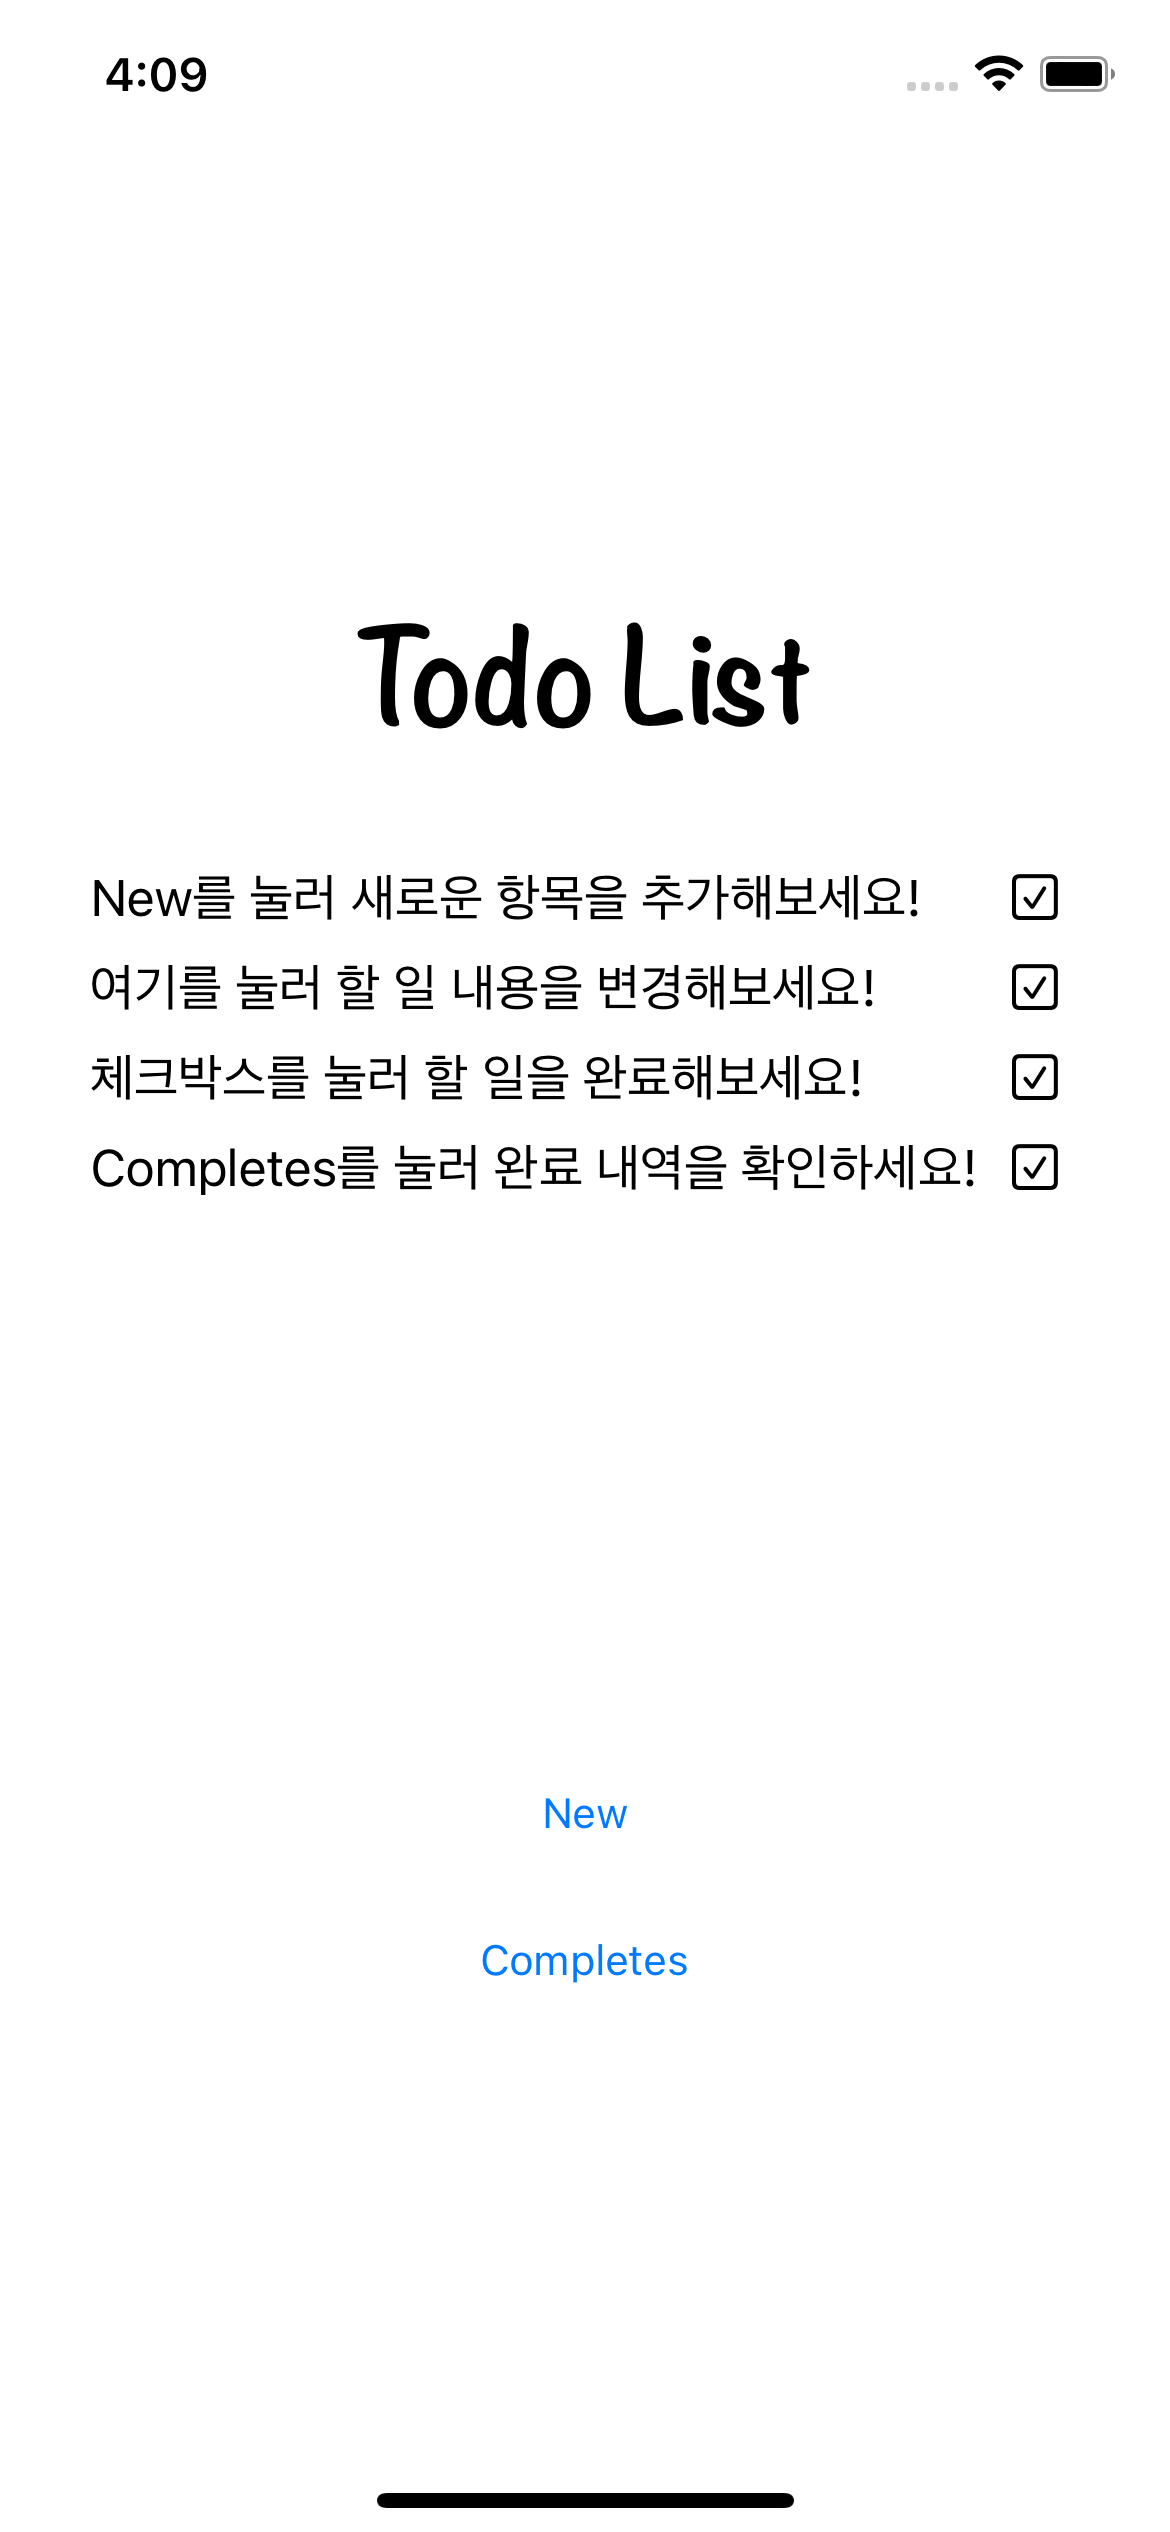 4:09
Todo List
New를 눌러 새로운 항목을 추가해보세요!
여기를 눌러 할 일 내용을 변경해보세요!
체크박스를 눌러 할 일을 완료해보세요!
Completes를 눌러 완료 내역을 확인하세요!
New
Completes